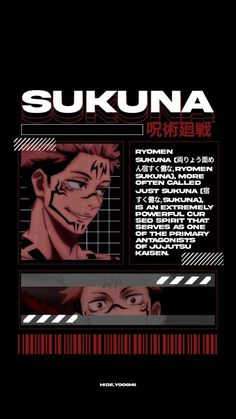 SUKUNA
呪術廻戦
RYOMEN
SUKUNA (両りょう面め
ん宿すく儺な, RYOMEN
SUKUNA), MORE
OFTEN CALLED
JUST SUKUNA (宿
すく儺な, SUKUNA),
IS AN EXTREMELY
POWERFUL CUR
SED SPIRIT THAT
SERVES AS ONE
OF THE PRIMARY
ANTAGONISTS
OF JUJUTSU
KAISEN.
HIDE.YOOSHII